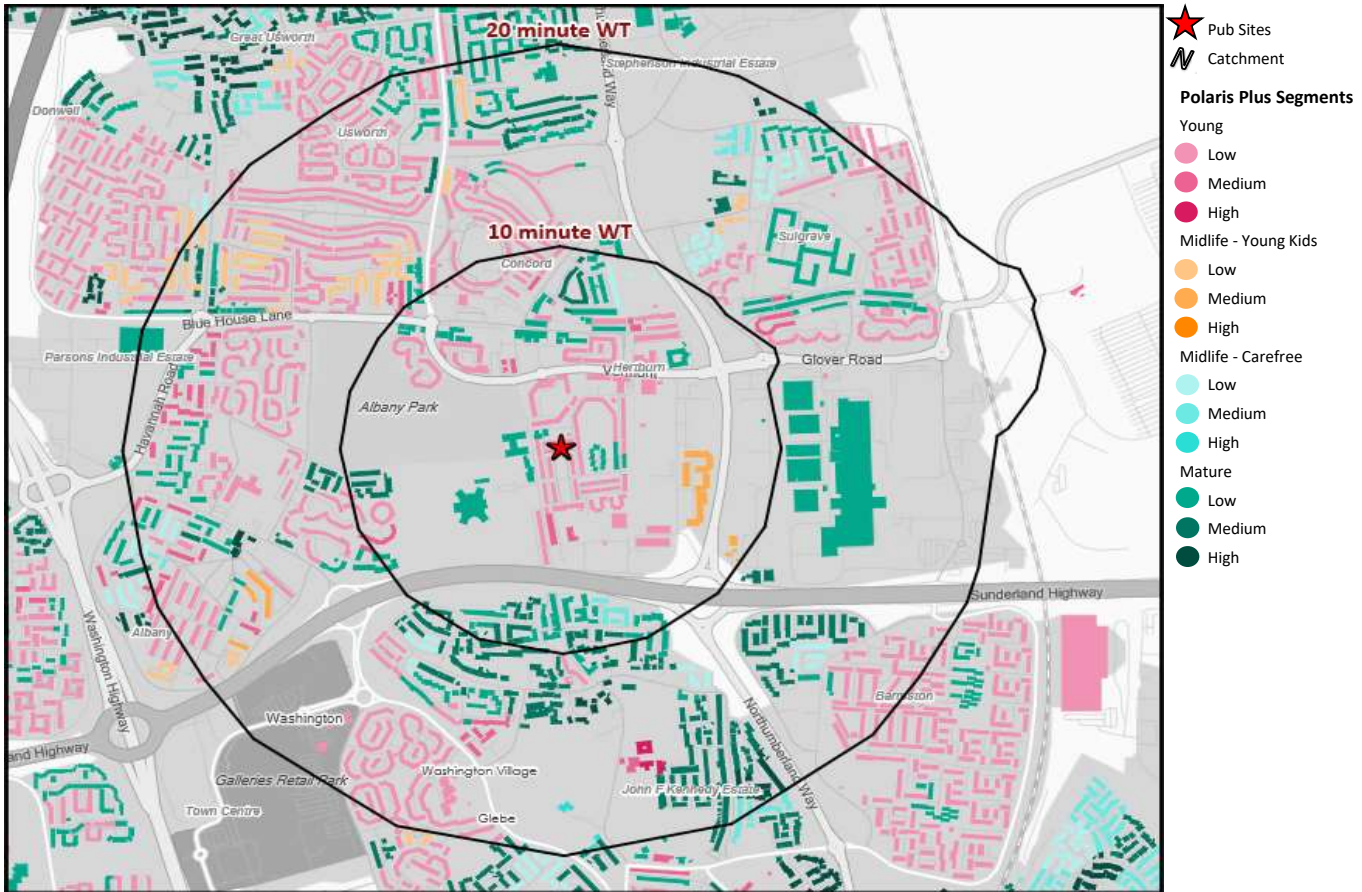 20 minute WT
Great Usworth
Stephenson Industrial Estate
Donwell
Usworth
10 minute WT
Sulgrave
Concord
Blue House Lane
Parsons Industrial Estate
Glover Road
Hertburn
Albany Park
Havannah Road
Sunderland Highway
Albany
Washington Highway
Barmston
Washington
Northumberland Way
Washington Village
Galleries Retail Park
John F Kennedy Estate
Town Centre
Glebe
Pub Sites
Catchment
Polaris Plus Segments
Young
Low
Medium
High
Midlife - Young Kids
Low
Medium
High
Midlife - Carefree
Low
Medium
High
Mature
Low
Medium
High